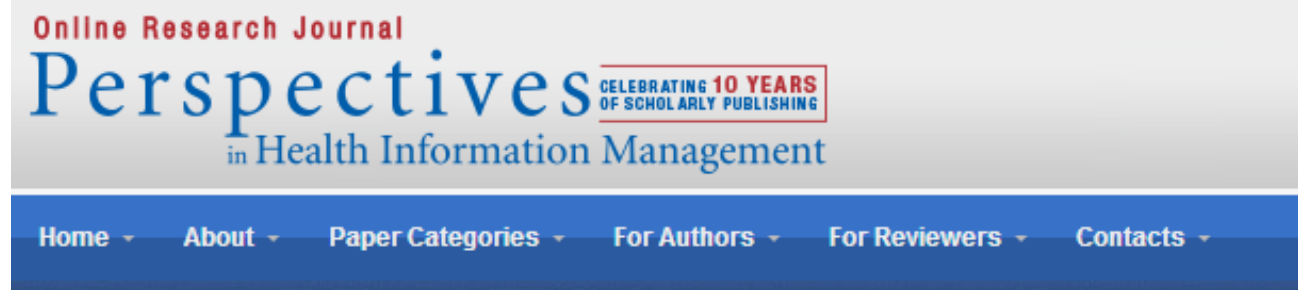 Online Research Journal
Perspectives
CELEBRATING 10 YEARS
OF SCHOLARLY PUBLISHING
in Health Information Management
Home About Paper Categories For Authors For Reviewers Contacts